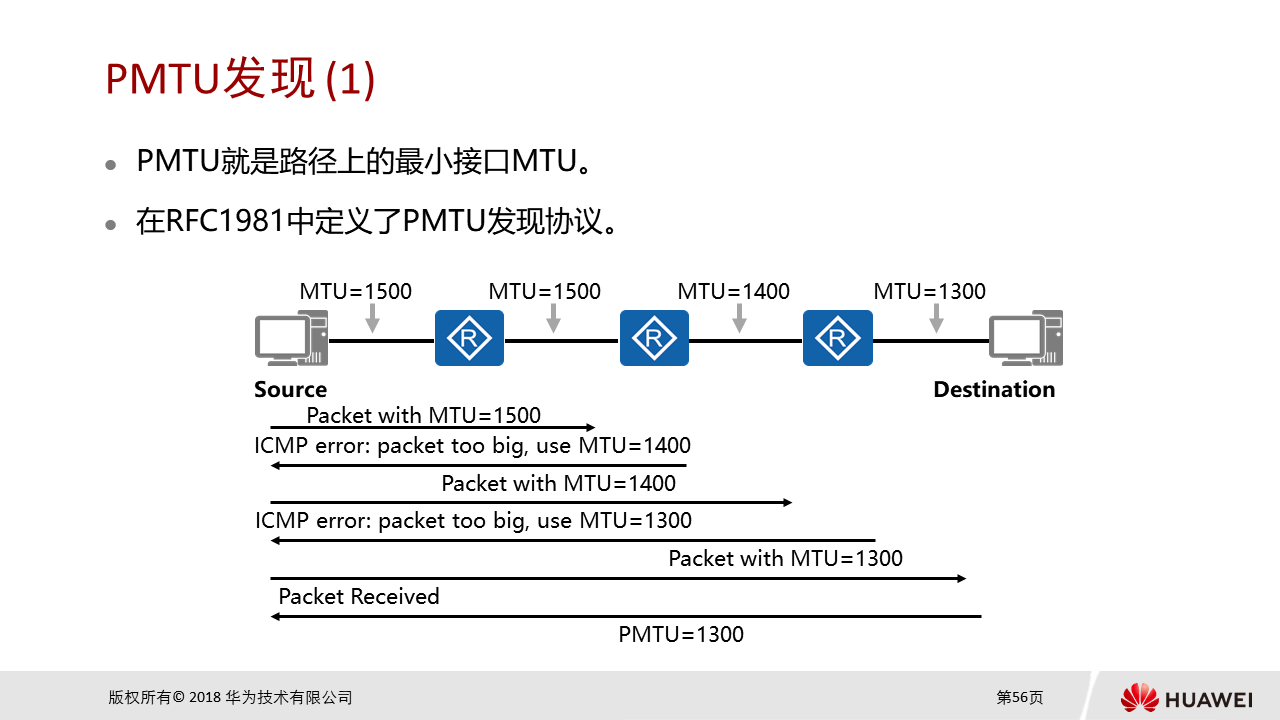 PMTU发现 (1)
PMTU就是路径上的最小接口MTU。
在RFC1981中定义了PMTU发现协议。
MTU=1500 MTU=1500 MTU=1400 MTU=1300
R R R
Source Destination
Packet with MTU=1500
ICMP error: packet too big, use MTU=1400
Packet with MTU=1400
ICMP error: packet too big, use MTU=1300
Packet with MTU=1300
Packet Received
PMTU=1300
版权所有© 2018 华为技术有限公司 第56页 HUAWEI